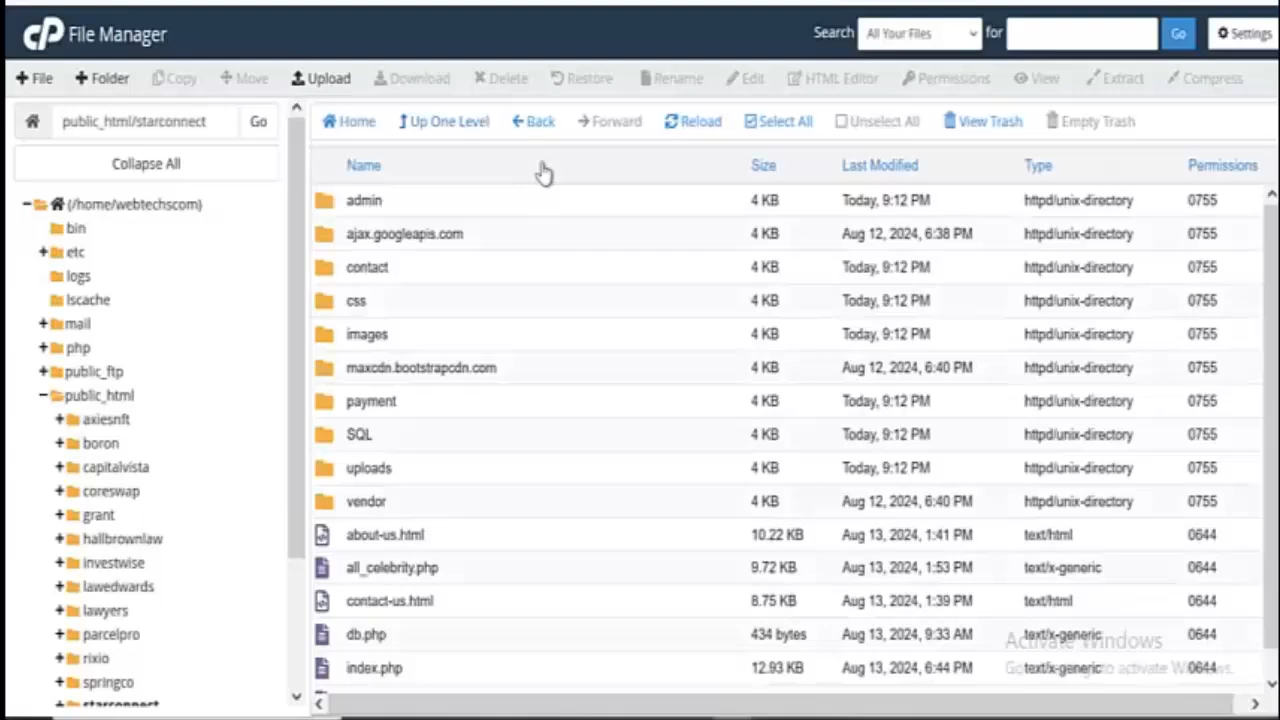 cP File Manager Search All Your Files for Go Settings
+ File + Folder Copy Move Upload Download Delete Restore Rename Edit HTML Editor Permissions View Extract Compress
public_html/starconnect Go
Collapse All
(/home/webtechscom)
bin
etc
logs
lscache
mail
php
public_ftp
public_html
axiesnft
boron
capitalvista
coreswap
grant
hallbrownlaw
investwise
lawedwards
lawyers
parcelpro
rixio
springco
starconnect
Home Up One Level Back Forward Reload Select All Unselect All View Trash Empty Trash
Name Size Last Modified Type Permissions
admin 4 KB Today, 9:12 PM httpd/unix-directory 0755
ajax.googleapis.com 4 KB Aug 12, 2024, 6:38 PM httpd/unix-directory 0755
contact 4 KB Today, 9:12 PM httpd/unix-directory 0755
css 4 KB Today, 9:12 PM httpd/unix-directory 0755
images 4 KB Today, 9:12 PM httpd/unix-directory 0755
maxcdn.bootstrapcdn.com 4 KB Aug 12, 2024, 6:40 PM httpd/unix-directory 0755
payment 4 KB Today, 9:12 PM httpd/unix-directory 0755
SQL 4 KB Today, 9:12 PM httpd/unix-directory 0755
uploads 4 KB Today, 9:12 PM httpd/unix-directory 0755
vendor 4 KB Aug 12, 2024, 6:40 PM httpd/unix-directory 0755
about-us.html 10.22 KB Aug 13, 2024, 1:41 PM text/html 0644
all_celebrity.php 9.72 KB Aug 13, 2024, 1:53 PM text/x-generic 0644
contact-us.html 8.75 KB Aug 13, 2024, 1:39 PM text/html 0644
db.php 434 bytes Aug 13, 2024, 9:33 AM text/x-generic 0644
index.php 12.93 KB Aug 13, 2024, 6:44 PM text/x-generic 0644
Activate Windows
to activate